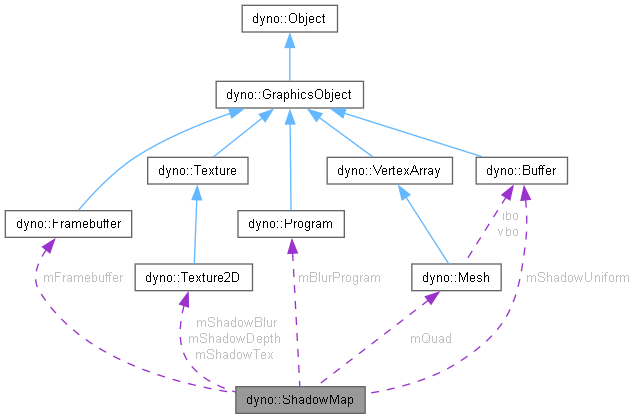 dyno::Object
dyno::GraphicsObject
dyno::Texture
dyno::VertexArray
dyno::Buffer
dyno::Framebuffer
dyno::Program
ibo
vbo
dyno::Texture2D
dyno::Mesh
mFramebuffer
mBlurProgram
mShadowUniform
mShadowBlur
mShadowDepth
mShadowTex
mQuad
dyno::ShadowMap